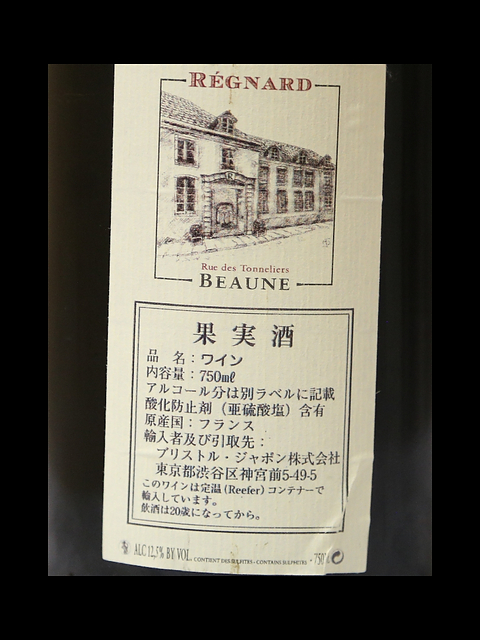 RÉGNARD
Rue des Tonneliers
BEAUNE
果実酒
品 名：ワイン
内容量：750㎖
アルコール分は別ラベルに記載
酸化防止剤（亜硫酸塩）含有
原産国：フランス
輸入者及び引取先：
ブリストル・ジャポン株式会社
東京都渋谷区神宮前5-49-5
このワインは定温(Reefer)コンテナーで
輸入しています。
飲酒は20歳になってから。
ALC 12,5% BY VOL. CONTIENT DES SULFITES - CONTAINS SULPHITES • 750